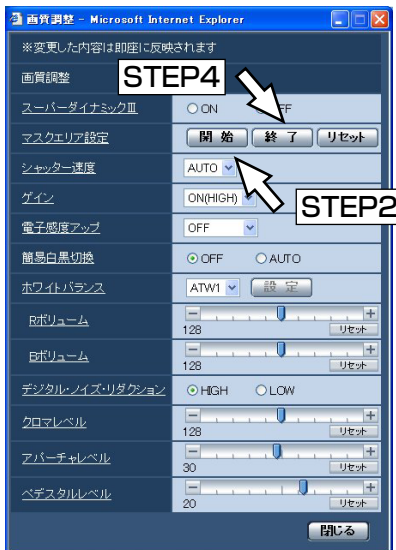 画質調整 - Microsoft Internet Explorer
※変更した内容は即座に反映されます
画質調整
STEP4
スーパーダイナミックⅢ ON FF
マスクエリア設定 開始 終了 リセット
シャッター速度 AUTO
ゲイン ON(HIGH)
STEP2
電子感度アップ OFF
簡易白黒切換 OFF AUTO
ホワイトバランス ATW1 設定
Rボリューム － +
128 リセット
Bボリューム － +
128 リセット
デジタル・ノイズ・リダクション HIGH LOW
クロマレベル － +
128 リセット
アパーチャレベル － +
30 リセット
ペデスタルレベル － +
20 リセット
閉じる